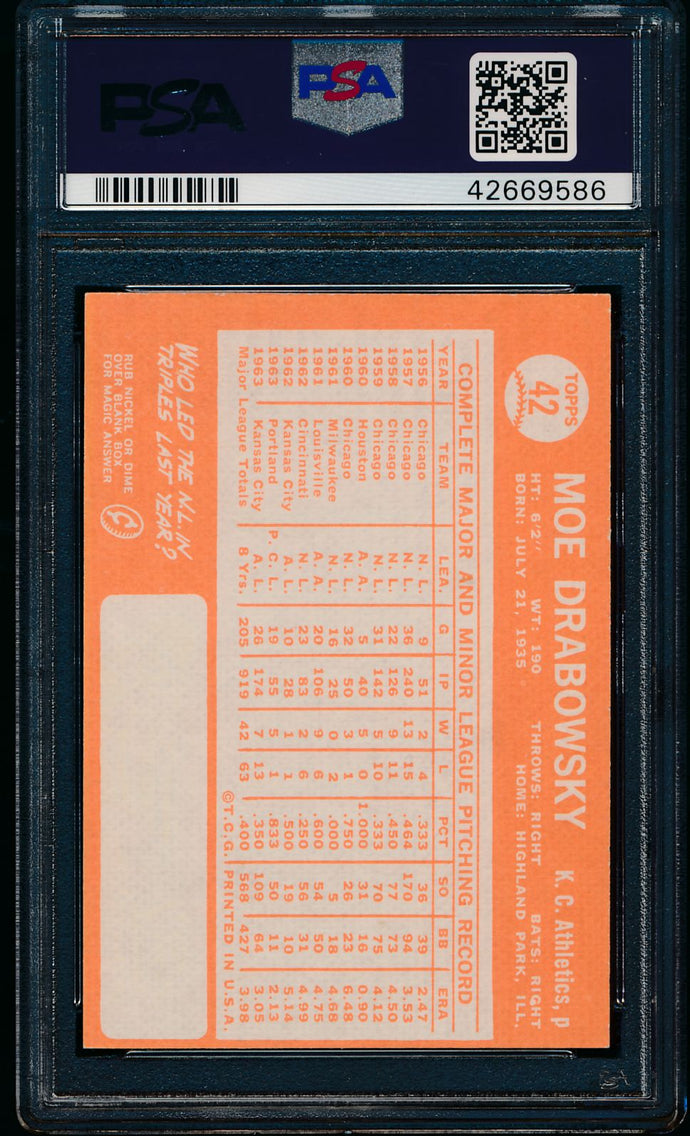 PSA
PSA
42669586
TOPPS
42
MOE DRABOWSKY K. C. Athletics, p
HT: 6'2" WT: 190 THROWS: RIGHT BATS: RIGHT
BORN: JULY 21, 1935 HOME: HIGHLAND PARK, ILL.
COMPLETE MAJOR AND MINOR LEAGUE PITCHING RECORD
YEAR TEAM LEA. G IP W L PCT SO BB ERA
1956 Chicago N. L. 9 51 2 4 .333 36 39 2.47
1957 Chicago N. L. 36 240 13 15 .464 170 94 3.53
1958 Chicago N. L. 22 126 9 11 .450 77 73 4.50
1959 Chicago N. L. 31 142 5 10 .333 70 75 4.12
1960 Houston A. A. 5 40 5 0 1.000 31 16 0.90
1960 Chicago N. L. 32 50 3 1 .750 26 23 6.48
1961 Milwaukee N. L. 16 25 0 2 .000 5 18 4.68
1961 Louisville A. A. 20 106 9 6 .600 54 50 4.75
1962 Cincinnati N. L. 23 83 2 6 .250 56 31 4.99
1962 Kansas City A. L. 10 28 1 1 .500 19 10 5.14
1963 Portland P. C. L. 19 55 5 1 .833 50 11 2.13
1963 Kansas City A. L. 26 174 7 13 .350 109 64 3.05
Major League Totals 8 Yrs. 205 919 42 63 .400 568 427 3.98
©T.C.G. PRINTED IN U.S.A.
WHO LED THE N.L. IN
TRIPLES LAST YEAR?
RUB NICKEL OR DIME
OVER BLANK BOX
FOR MAGIC ANSWER